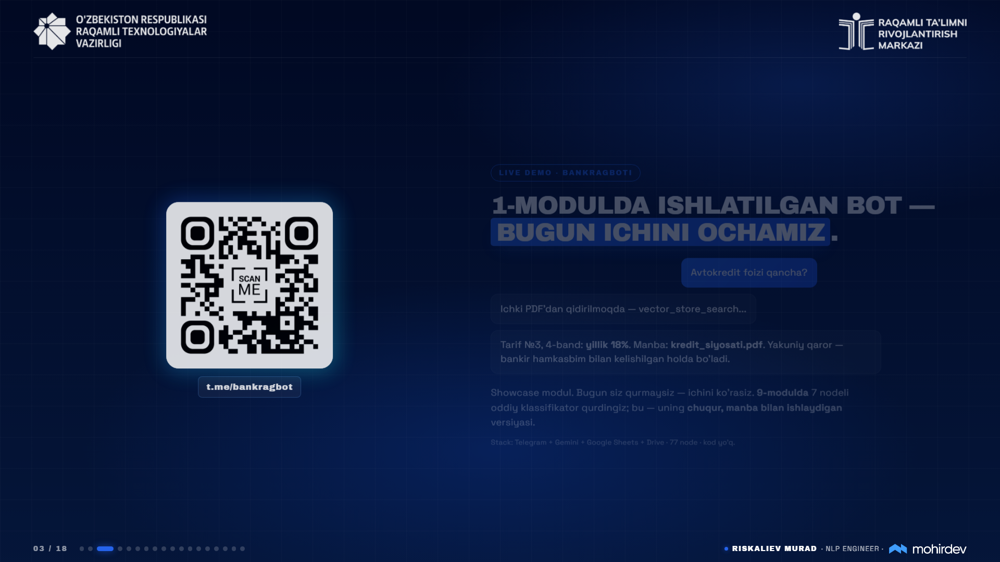 O'ZBEKISTON RESPUBLIKASI
RAQAMLI TEXNOLOGIYALAR
VAZIRLIGI
RAQAMLI TA'LIMNI
RIVOJLANTIRISH
MARKAZI
SCAN
ME
t.me/bankragbot
LIVE DEMO · BANKRAGBOTI
1-MODULDA ISHLATILGAN BOT —
BUGUN ICHINI OCHAMIZ.
Avtokredit foizi qancha?
Ichki PDF'dan qidirilmoqda — vector_store_search...
Tarif №3, 4-band: yillik 18%. Manba: kredit_siyosati.pdf. Yakuniy qaror —
bankir hamkasbim bilan kelishilgan holda bo'ladi.
Showcase modul. Bugun siz qurmaysiz — ichini ko'rasiz. 9-modulda 7 nodeli
oddiy klassifikator qurdingiz; bu — uning chuqur, manba bilan ishlaydigan
versiyasi.
Stack: Telegram + Gemini + Google Sheets + Drive · 77 node · kod yo'q.
03 / 18
RISKALIEV MURAD · NLP ENGINEER · mohirdev